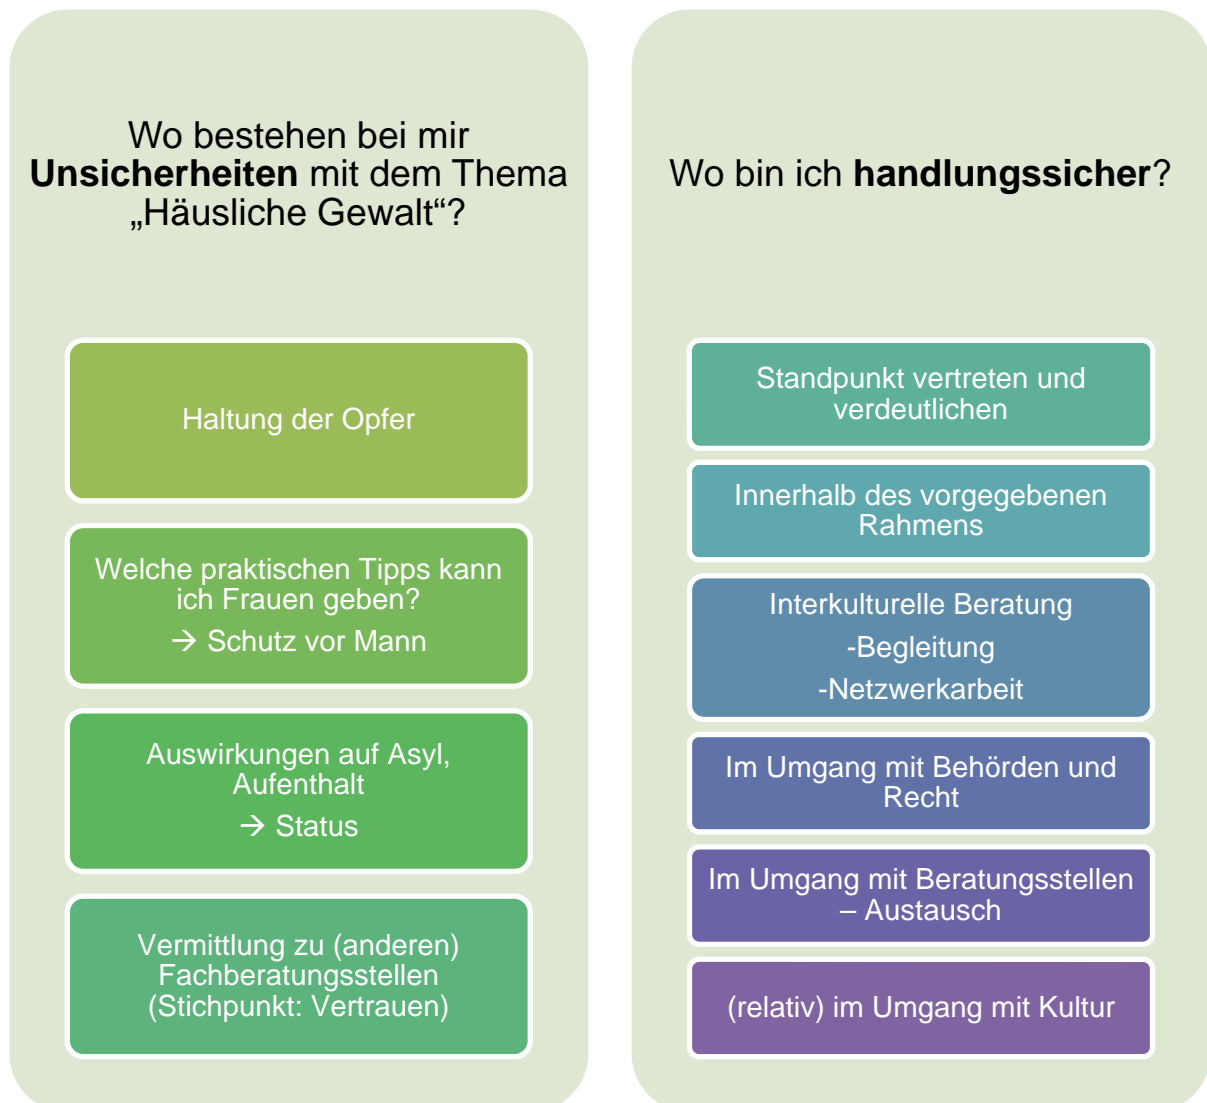 Wo bestehen bei mir
Unsicherheiten mit dem Thema
„Häusliche Gewalt“?
Haltung der Opfer
Welche praktischen Tipps kann
ich Frauen geben?
→ Schutz vor Mann
Auswirkungen auf Asyl,
Aufenthalt
→ Status
Vermittlung zu (anderen)
Fachberatungsstellen
(Stichpunkt: Vertrauen)
Wo bin ich handlungssicher?
Standpunkt vertreten und
verdeutlichen
Innerhalb des vorgegebenen
Rahmens
Interkulturelle Beratung
-Begleitung
-Netzwerkarbeit
Im Umgang mit Behörden und
Recht
Im Umgang mit Beratungsstellen
– Austausch
(relativ) im Umgang mit Kultur